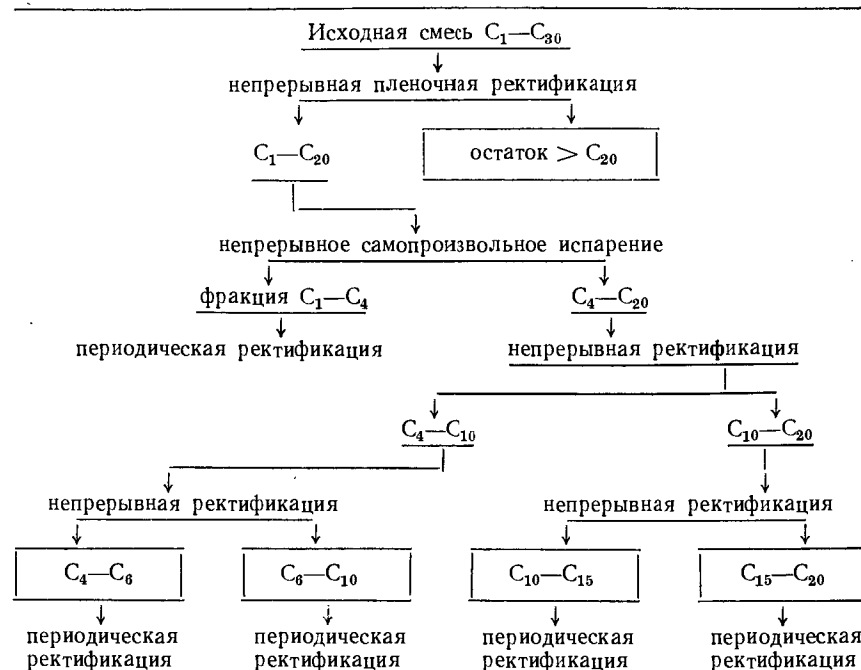 Исходная смесь C₁—C₃₀
непрерывная пленочная ректификация
C₁—C₂₀ остаток > C₂₀
непрерывное самопроизвольное испарение
фракция C₁—C₄ C₄—C₂₀
периодическая ректификация непрерывная ректификация
C₄—C₁₀ C₁₀—C₂₀
непрерывная ректификация непрерывная ректификация
C₄—C₆ C₆—C₁₀ C₁₀—C₁₅ C₁₅—C₂₀
периодическая периодическая периодическая периодическая
ректификация ректификация ректификация ректификация